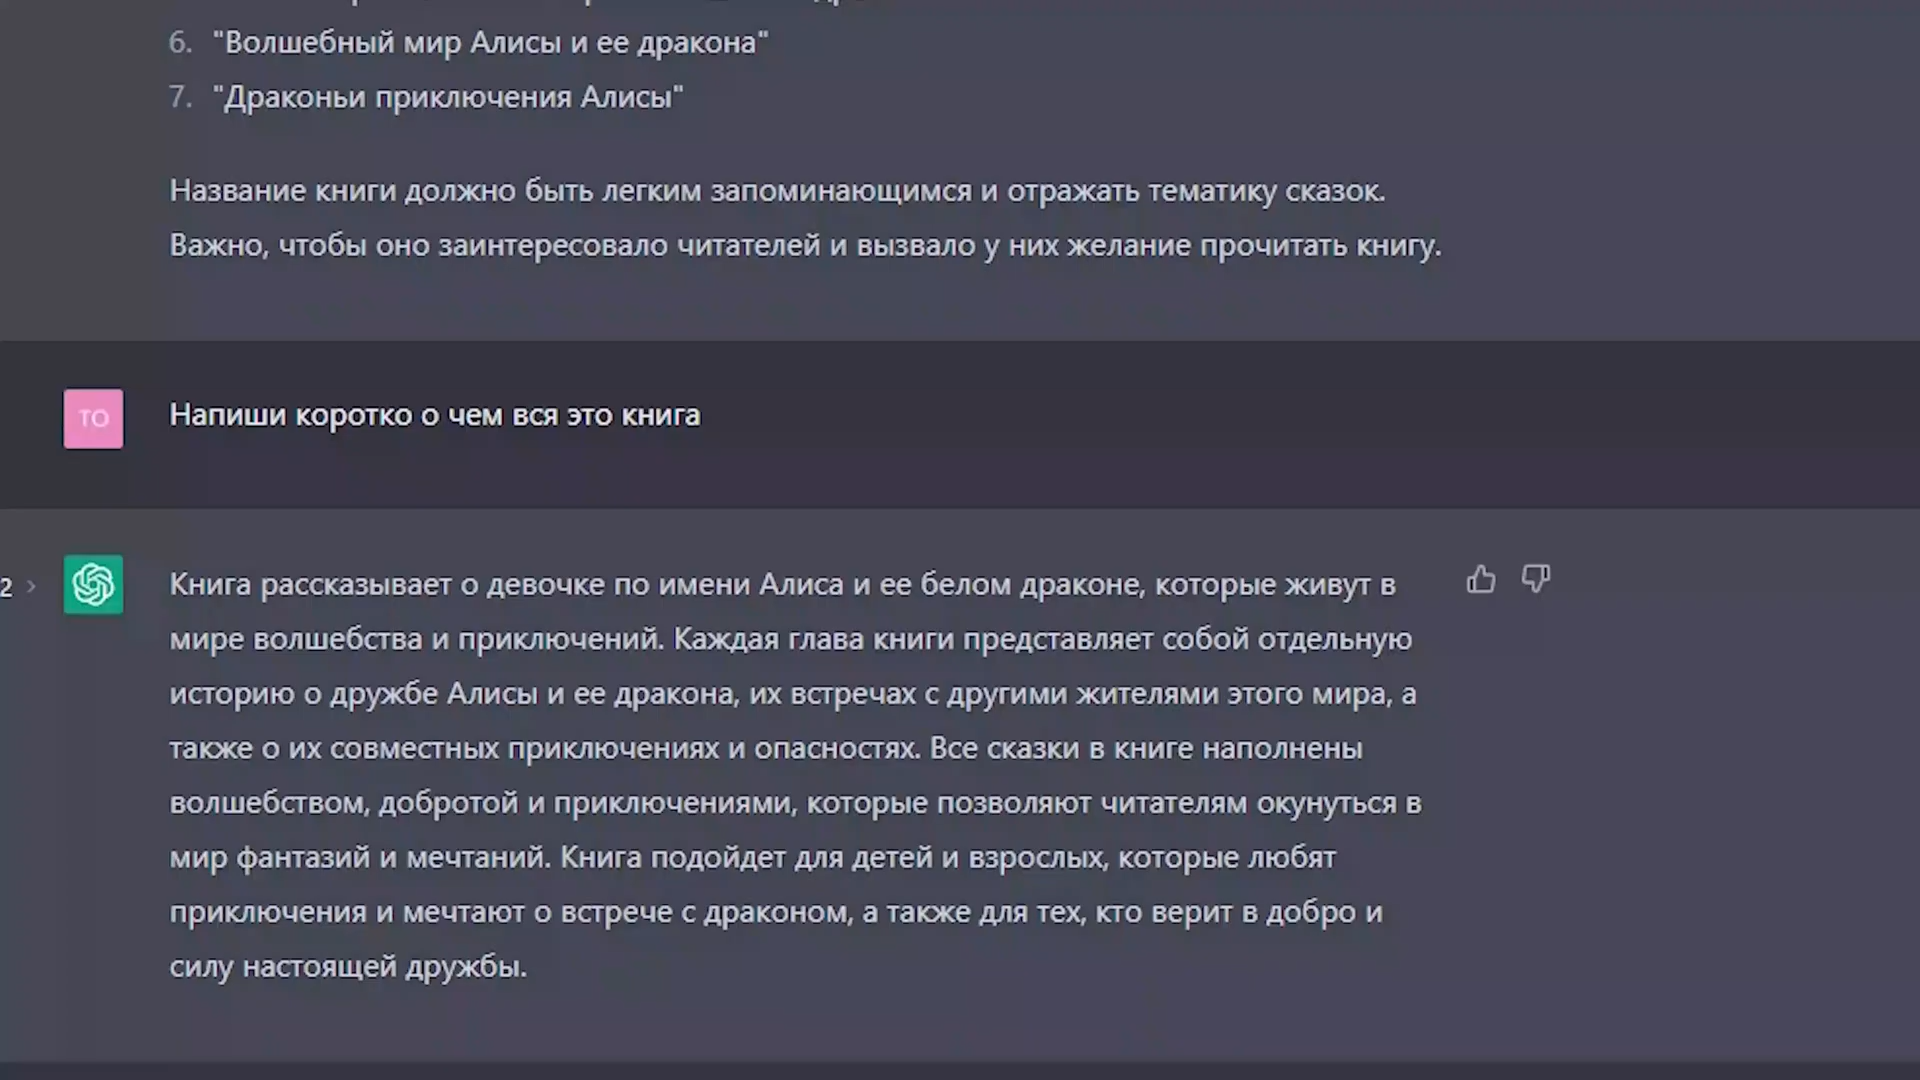 6. "Волшебный мир Алисы и ее дракона"
7. "Драконьи приключения Алисы"
Название книги должно быть легким запоминающимся и отражать тематику сказок.
Важно, чтобы оно заинтересовало читателей и вызвало у них желание прочитать книгу.
TO
Напиши коротко о чем вся это книга
2 >
Книга рассказывает о девочке по имени Алиса и ее белом драконе, которые живут в
мире волшебства и приключений. Каждая глава книги представляет собой отдельную
историю о дружбе Алисы и ее дракона, их встречах с другими жителями этого мира, а
также о их совместных приключениях и опасностях. Все сказки в книге наполнены
волшебством, добротой и приключениями, которые позволяют читателям окунуться в
мир фантазий и мечтаний. Книга подойдет для детей и взрослых, которые любят
приключения и мечтают о встрече с драконом, а также для тех, кто верит в добро и
силу настоящей дружбы.